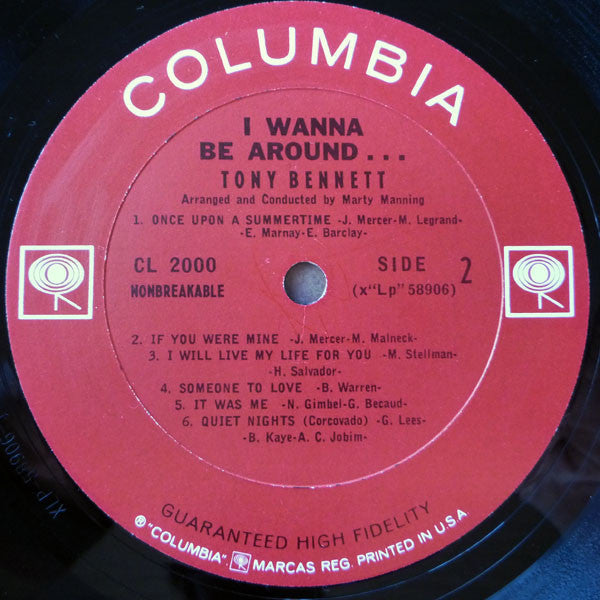 COLUMBIA
I WANNA
BE AROUND...
TONY BENNETT
Arranged and Conducted by Marty Manning
1. ONCE UPON A SUMMERTIME -J. Mercer-M. Legrand-
-E. Marnay-E. Barclay-
CL 2000
NONBREAKABLE
SIDE 2
(x"Lp" 58906)
2. IF YOU WERE MINE -J. Mercer-M. Malneck-
3. I WILL LIVE MY LIFE FOR YOU -M. Stellman-
-H. Salvador-
4. SOMEONE TO LOVE -B. Warren-
5. IT WAS ME -N. Gimbel-G. Becaud-
6. QUIET NIGHTS (Corcovado) -G. Lees-
-B. Kaye-A. C. Jobim-
GUARANTEED HIGH FIDELITY
® "COLUMBIA", MARCAS REG. PRINTED IN U.S.A.